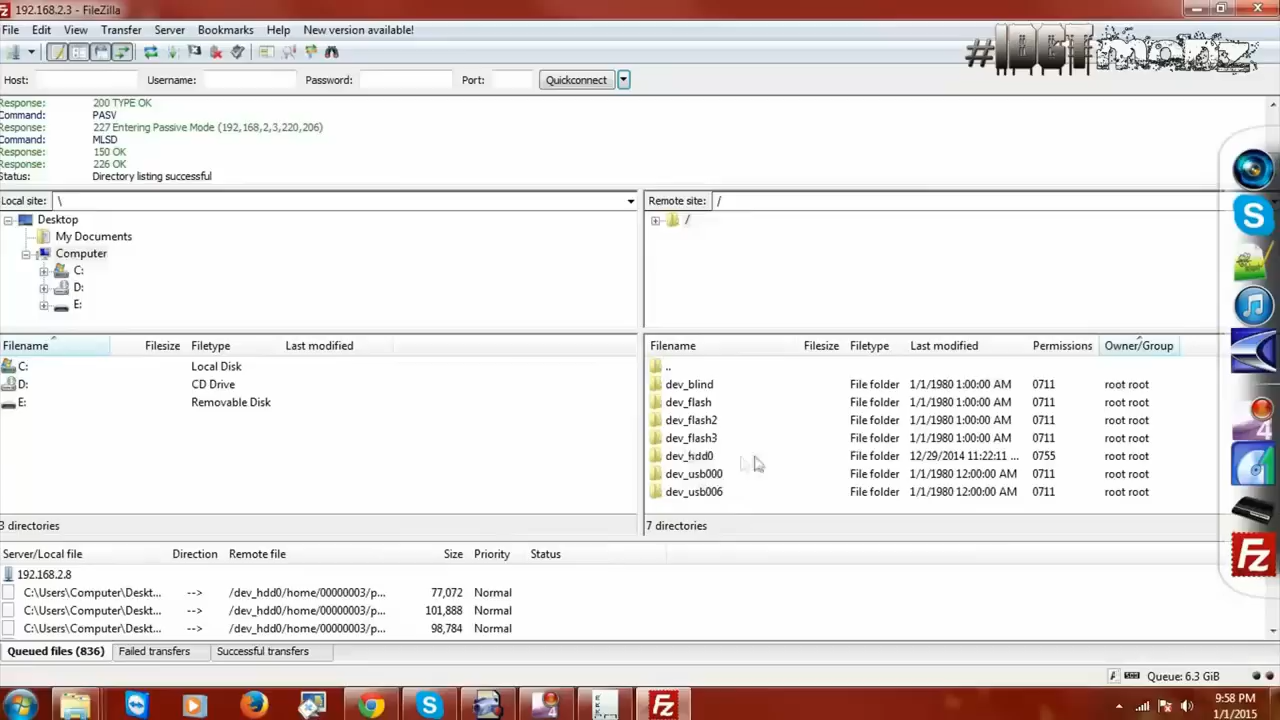 192.168.2.3 - FileZilla
File Edit View Transfer Server Bookmarks Help New version available!
Host: Username: Password: Port: Quickconnect
Response: 200 TYPE OK
Command: PASV
Response: 227 Entering Passive Mode (192,168,2,3,220,206)
Command: MLSD
Response: 150 OK
Response: 226 OK
Status: Directory listing successful
Local site: \
Remote site: /
Desktop
My Documents
Computer
C:
D:
E:
/
Filename Filesize Filetype Last modified
C: Local Disk
D: CD Drive
E: Removable Disk
3 directories
Filename Filesize Filetype Last modified Permissions Owner/Group
..
dev_blind File folder 1/1/1980 1:00:00 AM 0711 root root
dev_flash File folder 1/1/1980 1:00:00 AM 0711 root root
dev_flash2 File folder 1/1/1980 1:00:00 AM 0711 root root
dev_flash3 File folder 1/1/1980 1:00:00 AM 0711 root root
dev_hdd0 File folder 12/29/2014 11:22:11 ... 0755 root root
dev_usb000 File folder 1/1/1980 12:00:00 AM 0711 root root
dev_usb006 File folder 1/1/1980 12:00:00 AM 0711 root root
7 directories
Server/Local file Direction Remote file Size Priority Status
192.168.2.8
C:\Users\Computer\Deskt... --> /dev_hdd0/home/00000003/p... 77,072 Normal
C:\Users\Computer\Deskt... --> /dev_hdd0/home/00000003/p... 101,888 Normal
C:\Users\Computer\Deskt... --> /dev_hdd0/home/00000003/p... 98,784 Normal
Queued files (836) Failed transfers Successful transfers
Queue: 6.3 GiB
9:58 PM
1/1/2015